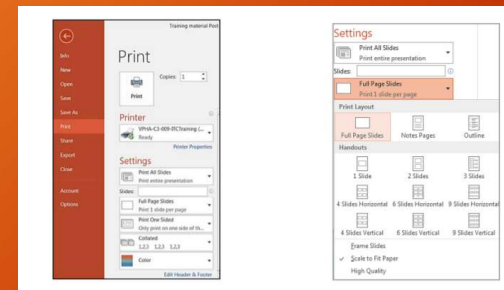 Training material Post
Info
New
Open
Save
Save As
Print
Share
Export
Close
Account
Options
Print
Copies: 1
Print
Printer
VPHA-C3-009-RCTraining (...
Ready
Printer Properties
Settings
Print All Slides
Print entire presentation
Slides:
Full Page Slides
Print 1 slide per page
Print One Sided
Only print on one side of th...
Collated
1,2,3 1,2,3 1,2,3
Color
Edit Header & Footer
Settings
Print All Slides
Print entire presentation
Slides:
Full Page Slides
Print 1 slide per page
Print Layout
Full Page Slides
Notes Pages
Outline
Handouts
1 Slide
2 Slides
3 Slides
4 Slides Horizontal
6 Slides Horizontal
9 Slides Horizontal
4 Slides Vertical
6 Slides Vertical
9 Slides Vertical
Frame Slides
Scale to Fit Paper
High Quality